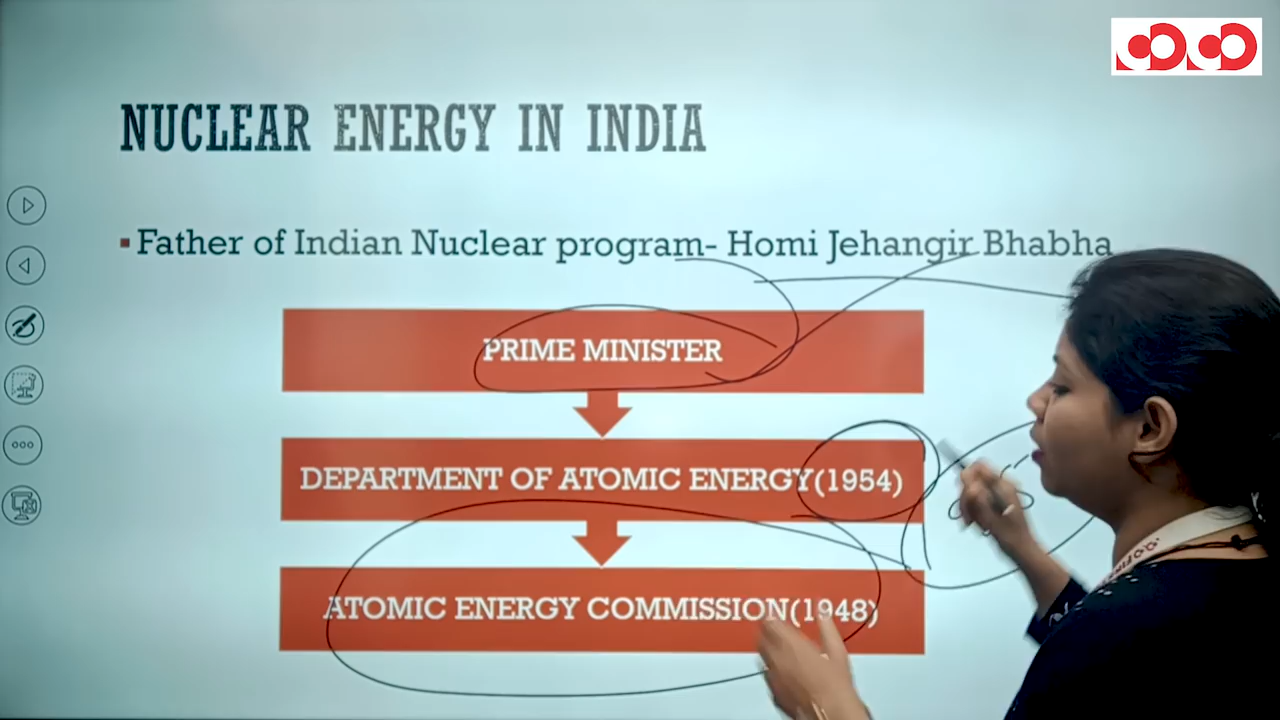 NUCLEAR ENERGY IN INDIA
▪ Father of Indian Nuclear program- Homi Jehangir Bhabha
PRIME MINISTER
DEPARTMENT OF ATOMIC ENERGY(1954)
ATOMIC ENERGY COMMISSION(1948)